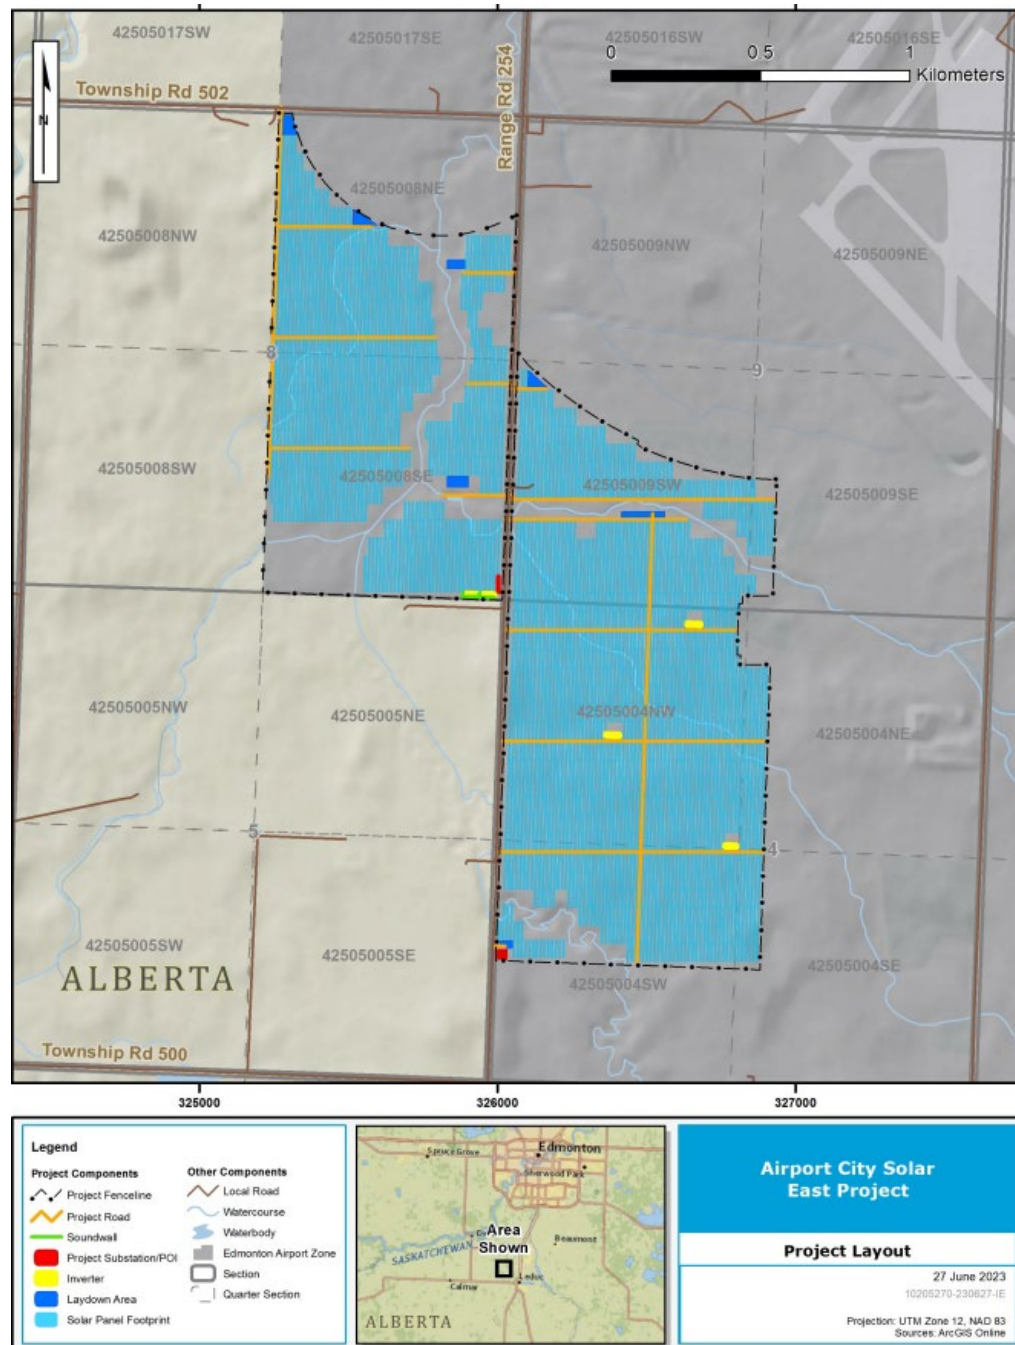 42505017SW
42505017SE
42505016SW
42505016SE
0
0.5
1
Kilometers
N
Township Rd 502
Range Rd 254
42505008NE
42505008NW
42505009NW
42505009NE
8
9
42505008SW
42505008SE
42505009SW
42505009SE
42505005NW
42505005NE
42505004NW
42505004NE
5
4
42505005SW
42505005SE
42505004SW
42505004SE
ALBERTA
Township Rd 500
325000
326000
327000
Legend
Project Components
Project Fenceline
Project Road
Soundwall
Project Substation/POI
Inverter
Laydown Area
Solar Panel Footprint
Other Components
Local Road
Watercourse
Waterbody
Edmonton Airport Zone
Section
Quarter Section
Spruce Grove
Edmonton
Sherwood Park
Area
Shown
Beaumont
SASKATCHEWAN
Leduc
Calmar
ALBERTA
Airport City Solar
East Project
Project Layout
27 June 2023
10205270-230627-IE
Projection: UTM Zone 12, NAD 83
Sources: ArcGIS Online